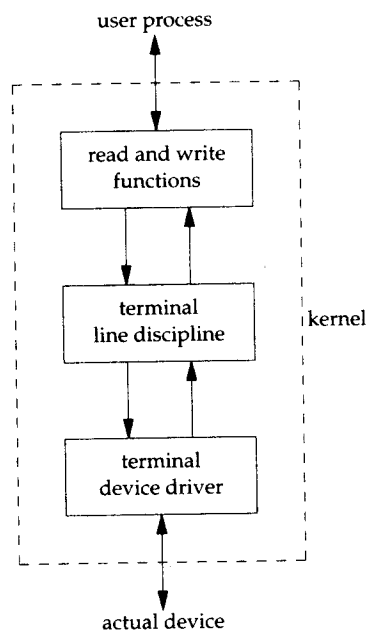 user process
read and write
functions
terminal
line discipline
kernel
terminal
device driver
actual device